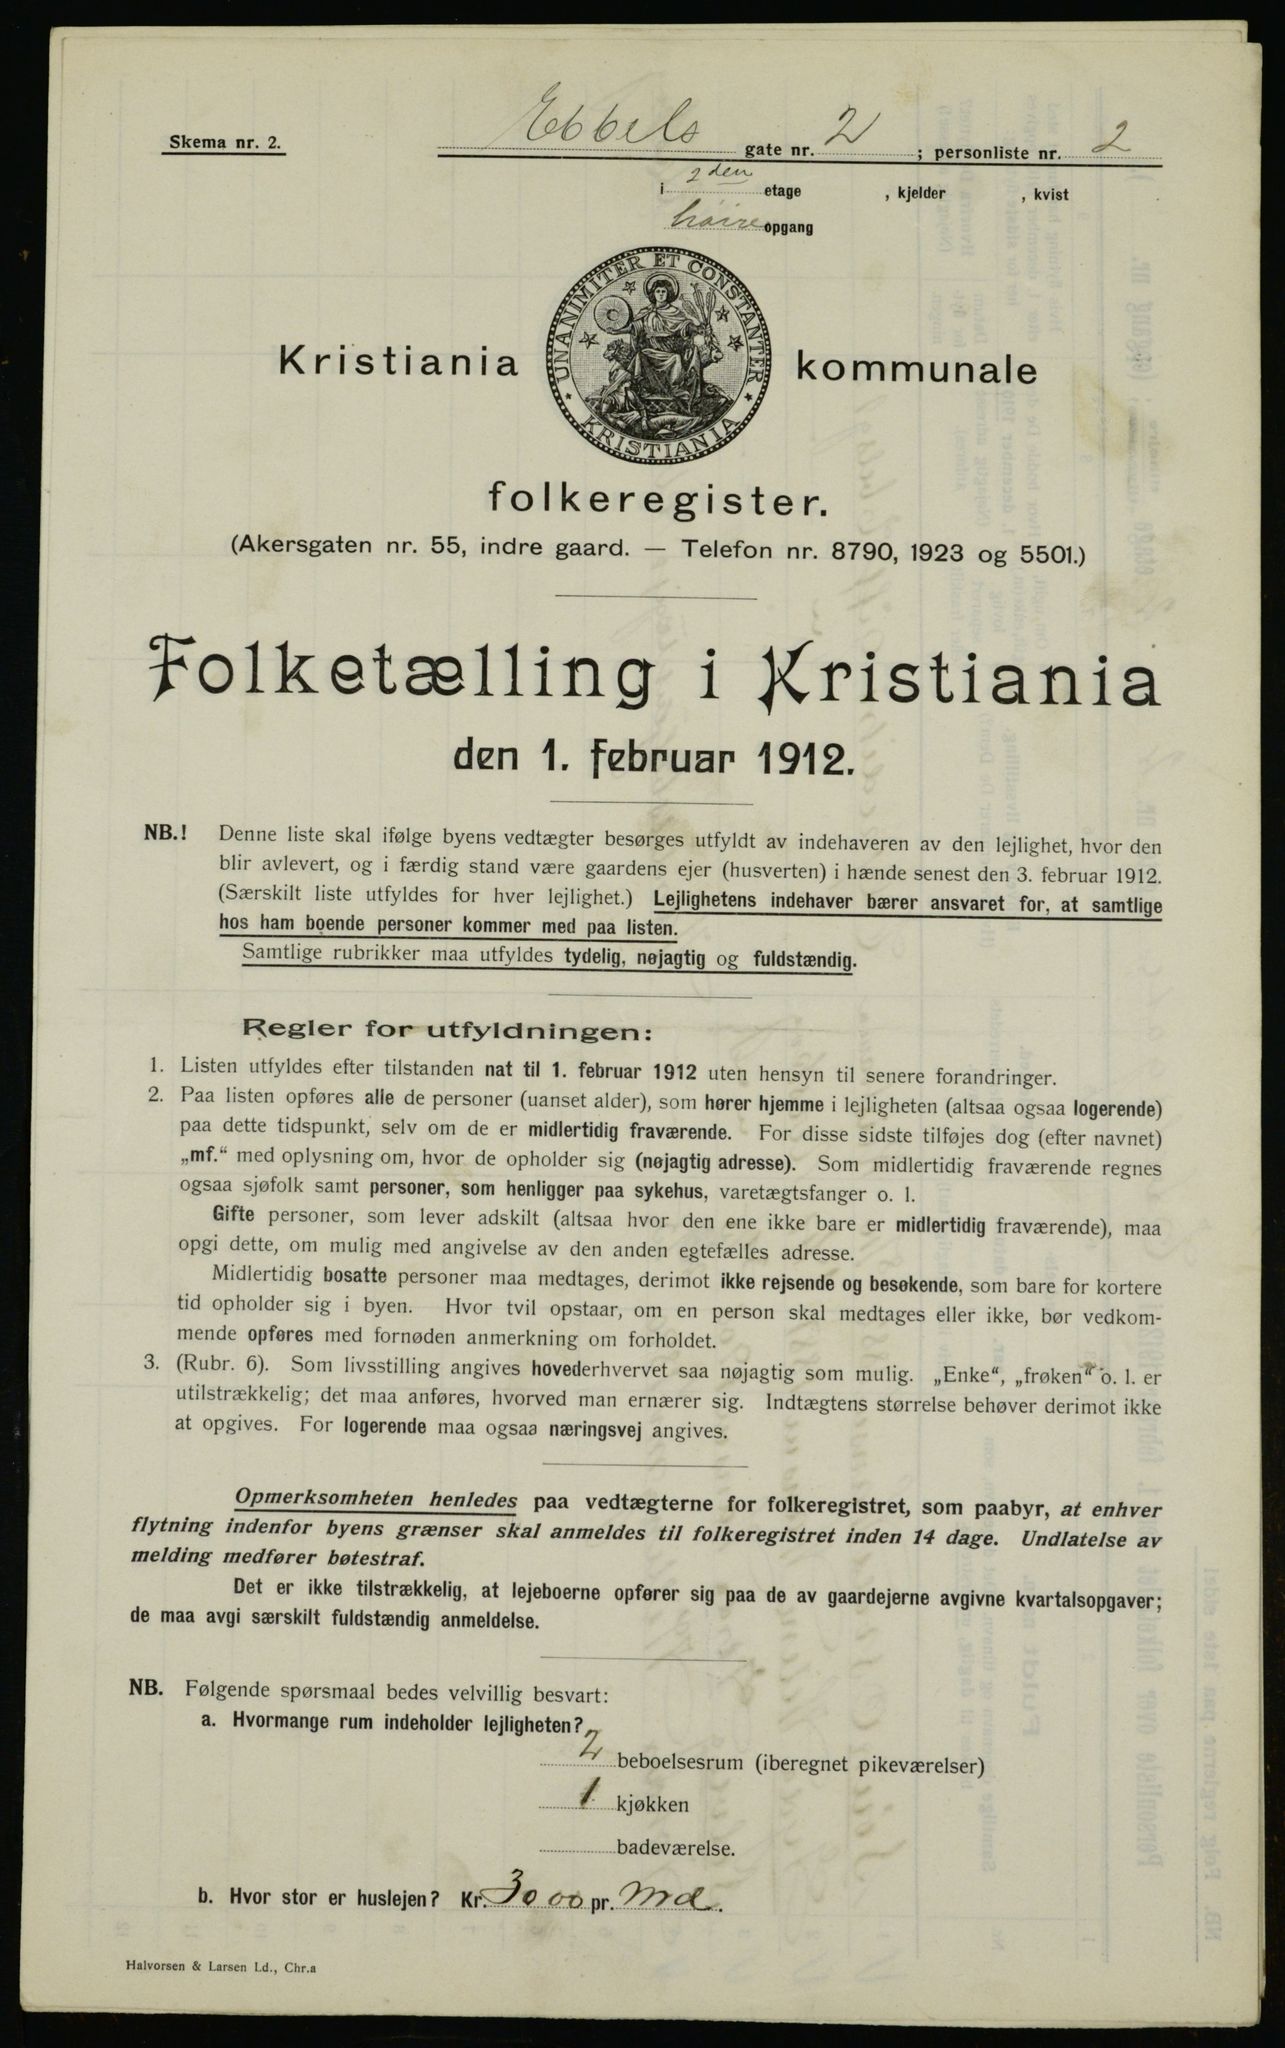 Skema nr. 2.
Ebbels gate nr. 2 ; personliste nr. 2
i 2den etage , kjelder , kvist
høire opgang
UNANIMITER ET CONSTANTER
KRISTIANIA
Kristiania kommunale
folkeregister.
(Akersgaten nr. 55, indre gaard. — Telefon nr. 8790, 1923 og 5501.)
Folketælling i Kristiania
den 1. februar 1912.
NB.! Denne liste skal ifølge byens vedtægter besørges utfyldt av indehaveren av den lejlighet, hvor den
blir avlevert, og i færdig stand være gaardens ejer (husverten) i hænde senest den 3. februar 1912.
(Særskilt liste utfyldes for hver lejlighet.) Lejlighetens indehaver bærer ansvaret for, at samtlige
hos ham boende personer kommer med paa listen.
Samtlige rubrikker maa utfyldes tydelig, nøjagtig og fuldstændig.
Regler for utfyldningen:
1. Listen utfyldes efter tilstanden nat til 1. februar 1912 uten hensyn til senere forandringer.
2. Paa listen opføres alle de personer (uanset alder), som hører hjemme i lejligheten (altsaa ogsaa logerende)
paa dette tidspunkt, selv om de er midlertidig fraværende. For disse sidste tilføjes dog (efter navnet)
„mf.“ med oplysning om, hvor de opholder sig (nøjagtig adresse). Som midlertidig fraværende regnes
ogsaa sjøfolk samt personer, som henligger paa sykehus, varetægtsfanger o. l.
Gifte personer, som lever adskilt (altsaa hvor den ene ikke bare er midlertidig fraværende), maa
opgi dette, om mulig med angivelse av den anden egtefælles adresse.
Midlertidig bosatte personer maa medtages, derimot ikke rejsende og besøkende, som bare for kortere
tid opholder sig i byen. Hvor tvil opstaar, om en person skal medtages eller ikke, bør vedkom-
mende opføres med fornøden anmerkning om forholdet.
3. (Rubr. 6). Som livsstilling angives hovederhvervet saa nøjagtig som mulig. „Enke“, „frøken“ o. l. er
utilstrækkelig; det maa anføres, hvorved man ernærer sig. Indtægtens størrelse behøver derimot ikke
at opgives. For logerende maa ogsaa næringsvej angives.
Opmerksomheten henledes paa vedtægterne for folkeregistret, som paabyr, at enhver
flytning indenfor byens grænser skal anmeldes til folkeregistret inden 14 dage. Undlatelse av
melding medfører bøtestraf.
Det er ikke tilstrækkelig, at lejeboerne opfører sig paa de av gaardejerne avgivne kvartalsopgaver;
de maa avgi særskilt fuldstændig anmeldelse.
NB. Følgende spørsmaal bedes velvillig besvart:
a. Hvormange rum indeholder lejligheten?
2 beboelsesrum (iberegnet pikeværelser)
1 kjøkken
badeværelse.
b. Hvor stor er huslejen? Kr. 30 00 pr. Md.
Halvorsen & Larsen Ld., Chr.a